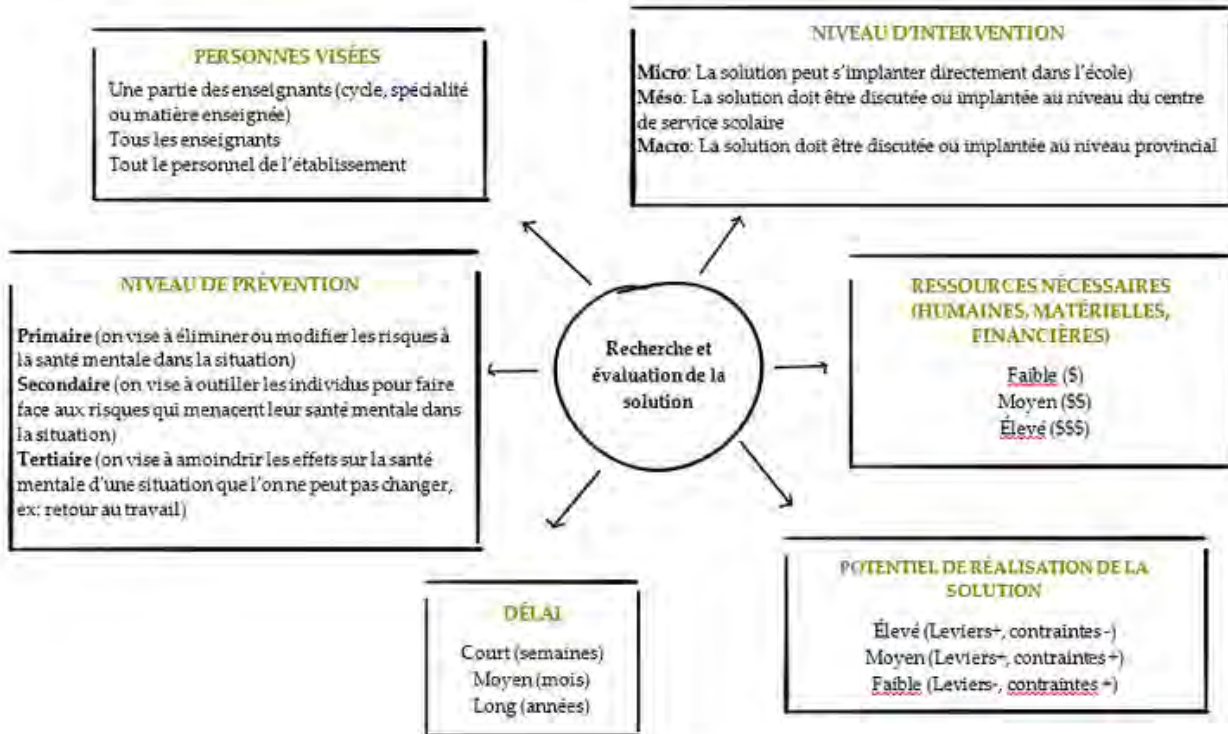 PERSONNES VISÉES
Une partie des enseignants (cycle, spécialité
ou matière enseignée)
Tous les enseignants
Tout le personnel de l'établissement
NIVEAU D'INTERVENTION
Micro: La solution peut s'implanter directement dans l'école)
Méso: La solution doit être discutée ou implantée au niveau du centre
de service scolaire
Macro: La solution doit être discutée ou implantée au niveau provincial
NIVEAU DE PRÉVENTION
Primaire (on vise à éliminer ou modifier les risques à
la santé mentale dans la situation)
Secondaire (on vise à outiller les individus pour faire
face aux risques qui menacent leur santé mentale dans
la situation)
Tertiaire (on vise à amoindrir les effets sur la santé
mentale d'une situation que l'on ne peut pas changer,
ex: retour au travail)
Recherche et
évaluation de la
solution
RESSOURCES NÉCESSAIRES
(HUMAINES, MATÉRIELLES,
FINANCIÈRES)
Faible ($)
Moyen ($$)
Élevé ($$$)
DÉLAI
Court (semaines)
Moyen (mois)
Long (années)
POTENTIEL DE RÉALISATION DE LA
SOLUTION
Élevé (Leviers+, contraintes -)
Moyen (Leviers+, contraintes +)
Faible (Leviers-, contraintes +)